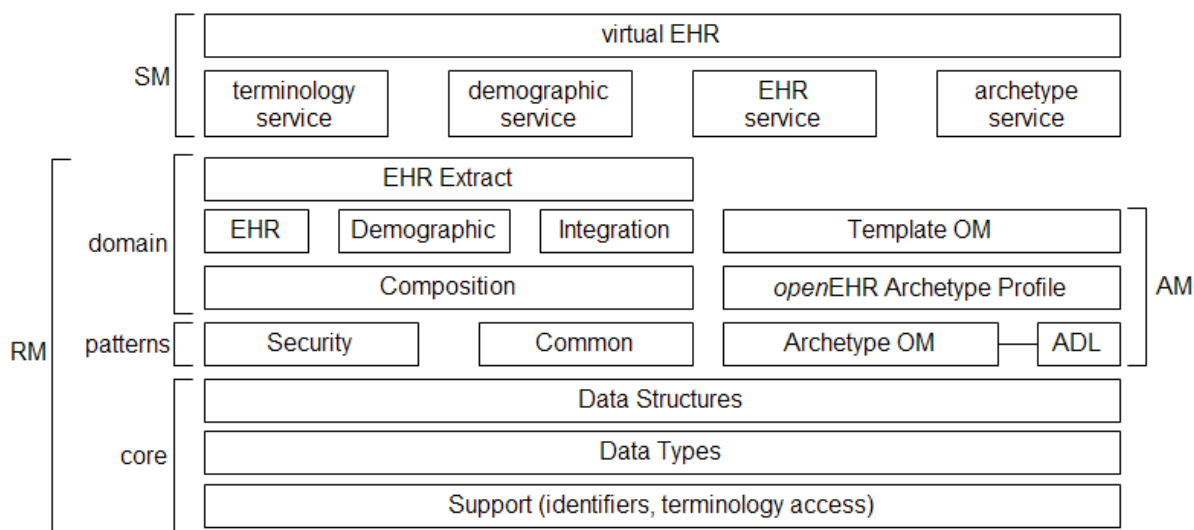 virtual EHR
SM
terminology
service
demographic
service
EHR
service
archetype
service
EHR Extract
domain
EHR
Demographic
Integration
Template OM
Composition
openEHR Archetype Profile
AM
RM
patterns
Security
Common
Archetype OM
ADL
Data Structures
core
Data Types
Support (identifiers, terminology access)